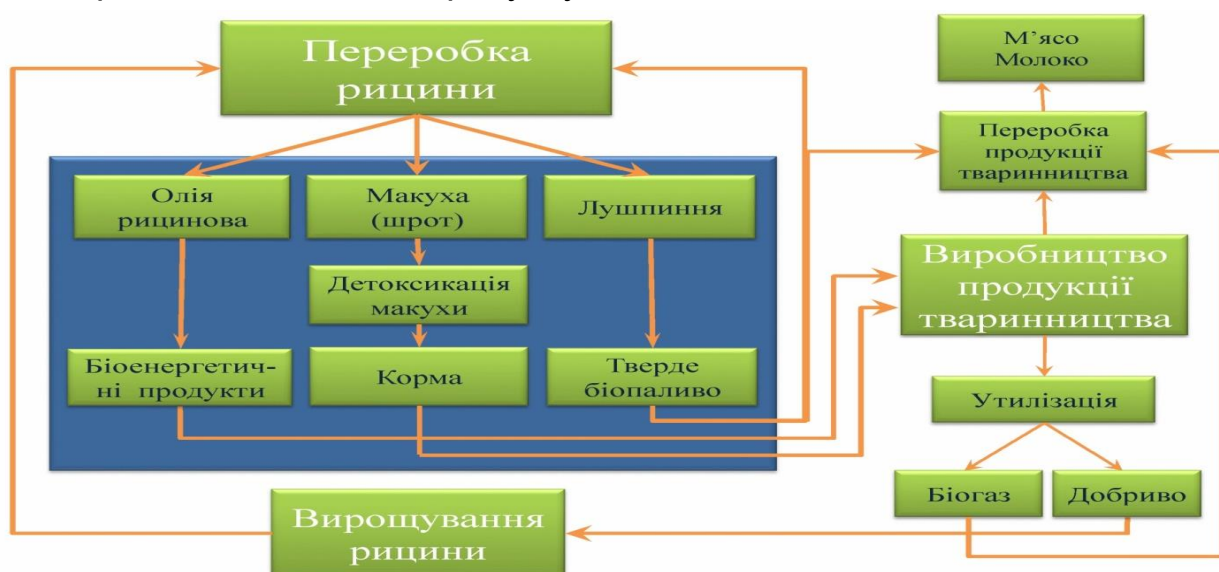 Переробка
рицини
М’ясо
Молоко
Переробка
продукції
тваринництва
Олія
рицинова
Макуха
(шрот)
Лушпиння
Детоксикація
макухи
Виробництво
продукції
тваринництва
Біоенергетич-
ні продукти
Корма
Тверде
біопаливо
Утилізація
Біогаз
Добриво
Вирощування
рицини